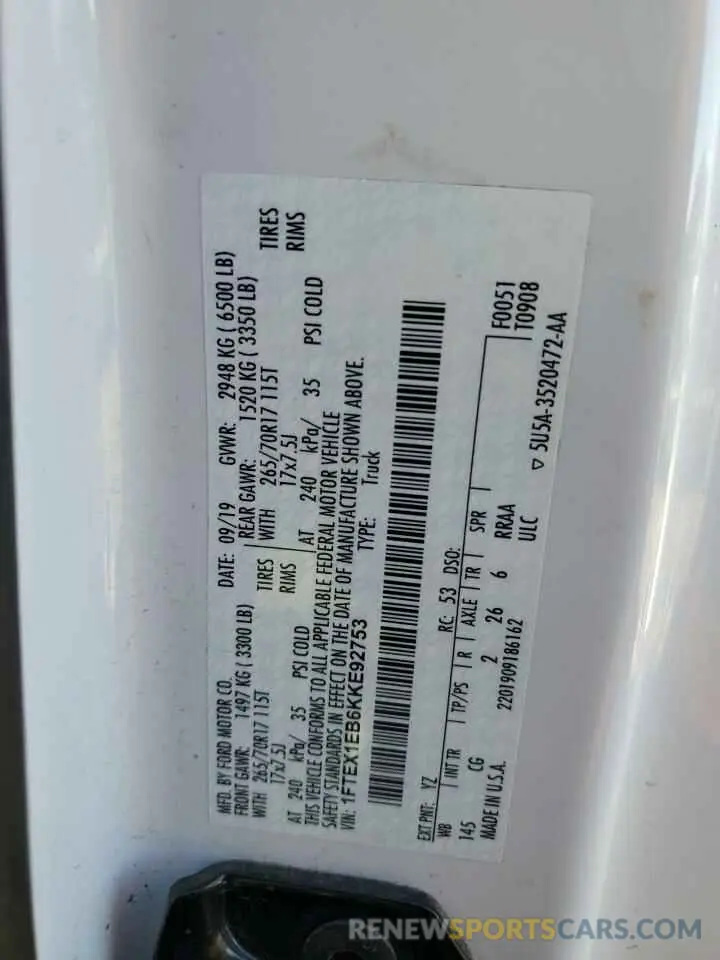 MFD. BY FORD MOTOR CO.
DATE: 09/19 GVWR: 2948 KG ( 6500 LB)
FRONT GAWR: 1497 KG ( 3300 LB) REAR GAWR: 1520 KG ( 3350 LB)
WITH 265/70R17 115T TIRES WITH 265/70R17 115T TIRES
17x7.5J RIMS 17x7.5J RIMS
AT 240 kPa/ 35 PSI COLD AT 240 kPa/ 35 PSI COLD
THIS VEHICLE CONFORMS TO ALL APPLICABLE FEDERAL MOTOR VEHICLE
SAFETY STANDARDS IN EFFECT ON THE DATE OF MANUFACTURE SHOWN ABOVE.
VIN: 1FTEX1EB6KKE92753 TYPE: Truck
EXT PNT: YZ RC: 53 DSO:
WB INT TR TP/PS R AXLE TR SPR
145 CG 2 26 6 RRAA
F0051
T0908
MADE IN U.S.A. 2201909186162 ULC
▽ 5U5A-3520472-AA
RENEWSPORTSCARS.COM